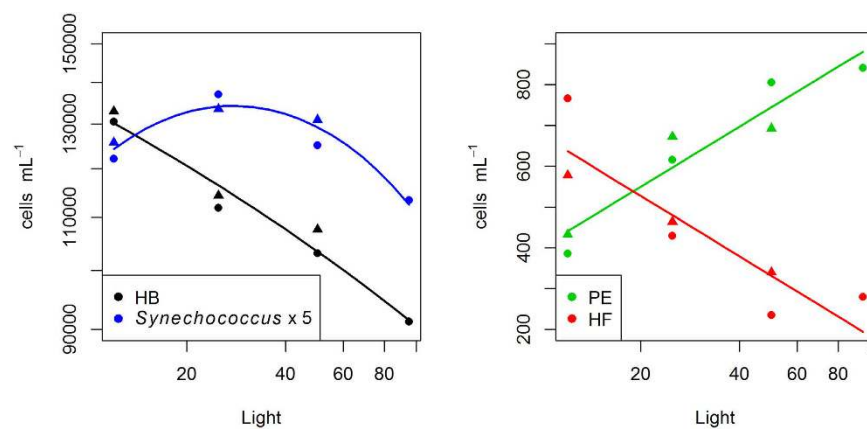 150000
130000
110000
90000
cells mL⁻¹
HB
Synechococcus x 5
20 40 60 80
Light
800
600
400
200
cells mL⁻¹
PE
HF
20 40 60 80
Light